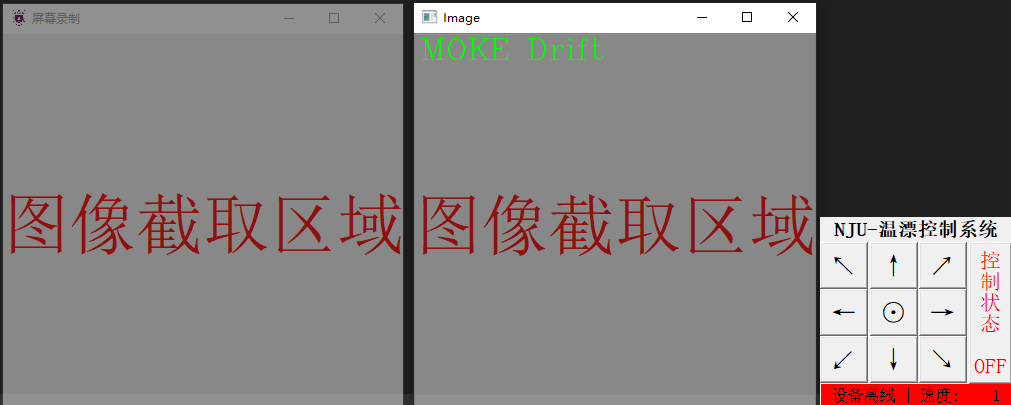 屏幕录制
图像截取区域
Image
MOKE Drift
图像截取区域
NJU-温漂控制系统
↖ ↑ ↗
← ⊙ →
↙ ↓ ↘
控制状态
OFF
设备离线 | 速度: 1